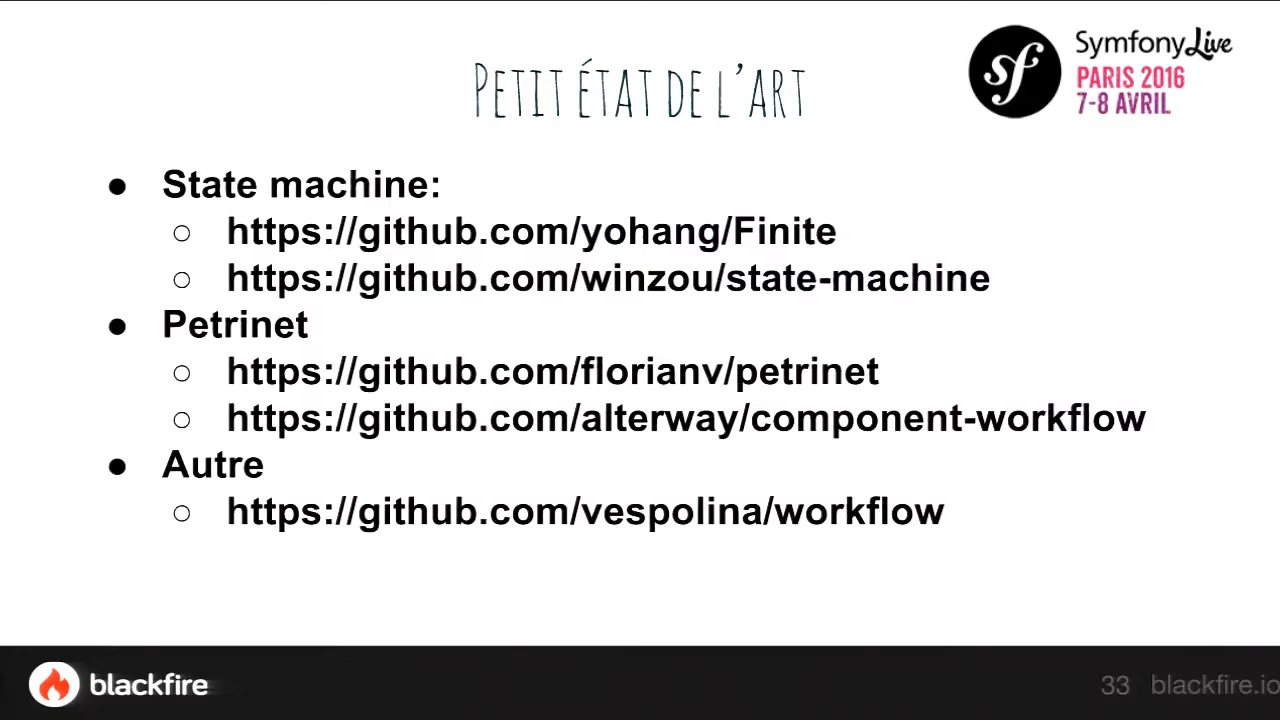 PETIT ÉTAT DE L'ART
SymfonyLive
PARIS 2016
7-8 AVRIL
● State machine:
○ https://github.com/yohang/Finite
○ https://github.com/winzou/state-machine
● Petrinet
○ https://github.com/florianv/petrinet
○ https://github.com/alterway/component-workflow
● Autre
○ https://github.com/vespolina/workflow
blackfire
33 blackfire.io